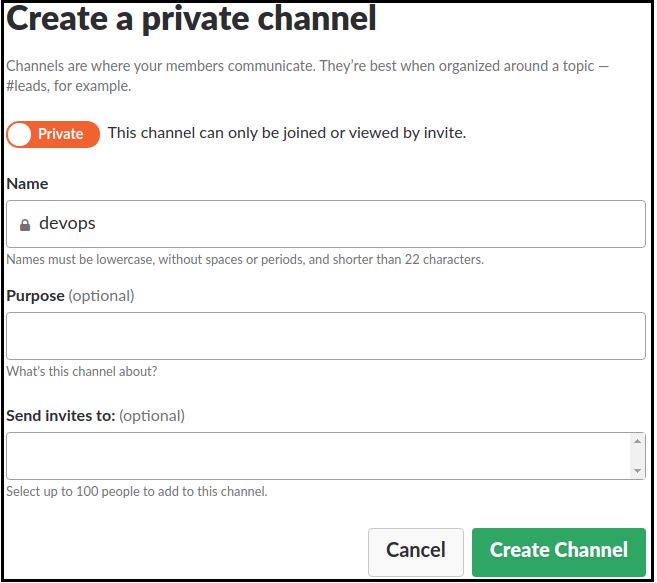 Create a private channel
Channels are where your members communicate. They’re best when organized around a topic —
#leads, for example.
Private This channel can only be joined or viewed by invite.
Name
devops
Names must be lowercase, without spaces or periods, and shorter than 22 characters.
Purpose (optional)
What's this channel about?
Send invites to: (optional)
Select up to 100 people to add to this channel.
Cancel Create Channel